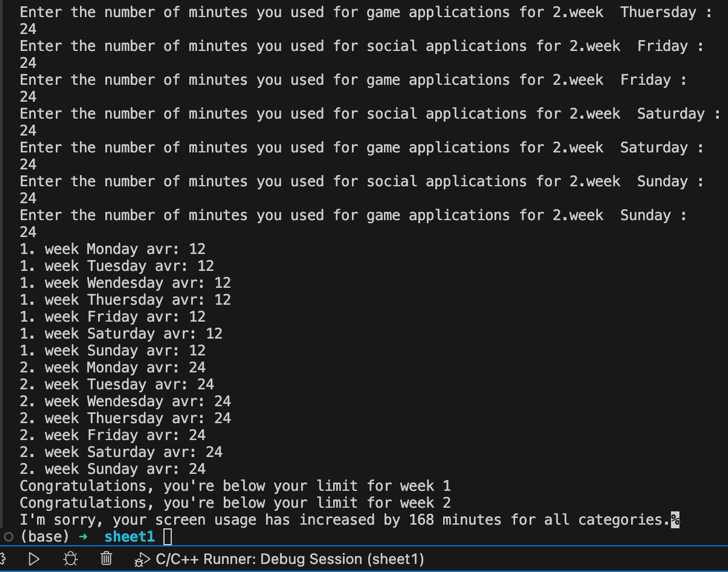 Enter the number of minutes you used for game applications for 2.week  Thuersday :
24
Enter the number of minutes you used for social applications for 2.week  Friday :
24
Enter the number of minutes you used for game applications for 2.week  Friday :
24
Enter the number of minutes you used for social applications for 2.week  Saturday :
24
Enter the number of minutes you used for game applications for 2.week  Saturday :
24
Enter the number of minutes you used for social applications for 2.week  Sunday :
24
Enter the number of minutes you used for game applications for 2.week  Sunday :
24
1. week Monday avr: 12
1. week Tuesday avr: 12
1. week Wendesday avr: 12
1. week Thuersday avr: 12
1. week Friday avr: 12
1. week Saturday avr: 12
1. week Sunday avr: 12
2. week Monday avr: 24
2. week Tuesday avr: 24
2. week Wendesday avr: 24
2. week Thuersday avr: 24
2. week Friday avr: 24
2. week Saturday avr: 24
2. week Sunday avr: 24
Congratulations, you're below your limit for week 1
Congratulations, you're below your limit for week 2
I'm sorry, your screen usage has increased by 168 minutes for all categories.%
(base) → sheet1
C/C++ Runner: Debug Session (sheet1)